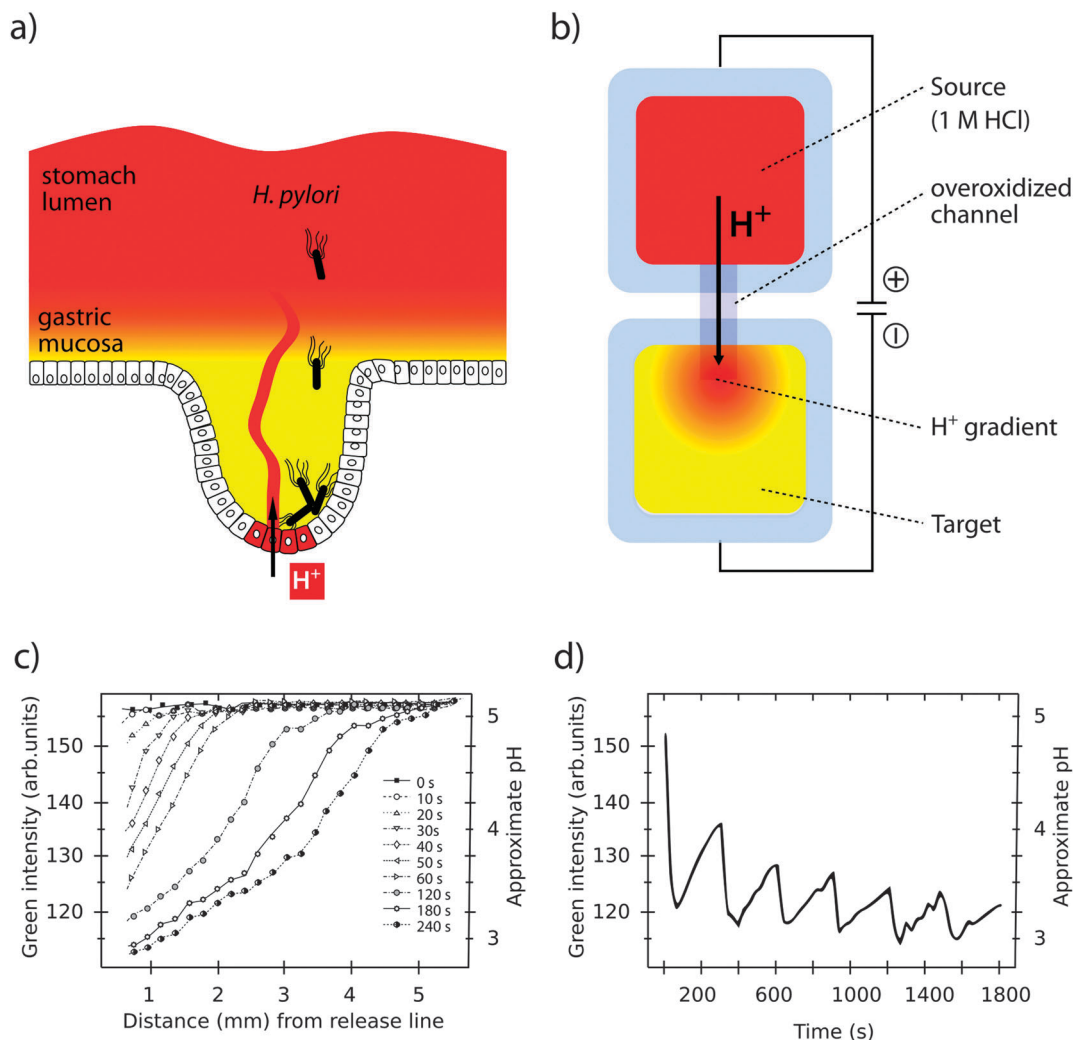 a)
stomach
lumen
H. pylori
gastric
mucosa
H+
b)
Source
(1 M HCl)
overoxidized
channel
H+
+
−
H+ gradient
Target
c)
Green intensity (arb.units)
150
140
130
120
5
4
3
Approximate pH
0 s
10 s
20 s
30s
40 s
50 s
60 s
120 s
180 s
240 s
1 2 3 4 5
Distance (mm) from release line
d)
Green intensity (arb.units)
150
140
130
120
5
4
3
Approximate pH
200 600 1000 1400 1800
Time (s)